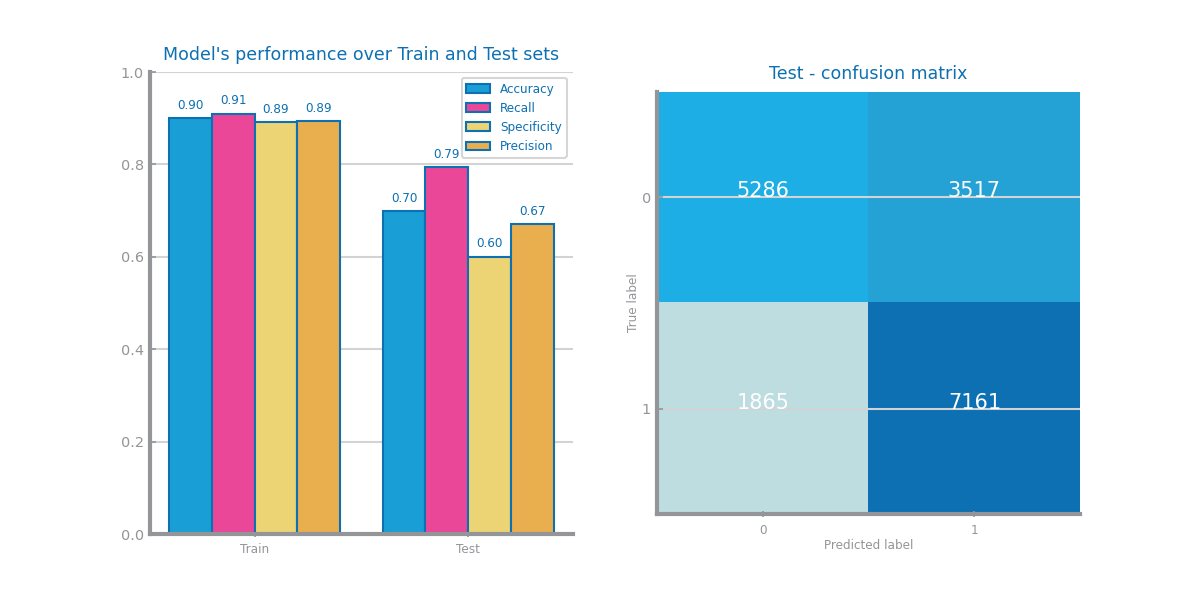 Model's performance over Train and Test sets
1.0
0.8
0.6
0.4
0.2
0.0
0.90
0.91
0.89
0.89
0.70
0.79
0.60
0.67
Accuracy
Recall
Specificity
Precision
Train
Test
Test - confusion matrix
True label
0
1
5286
3517
1865
7161
0
1
Predicted label